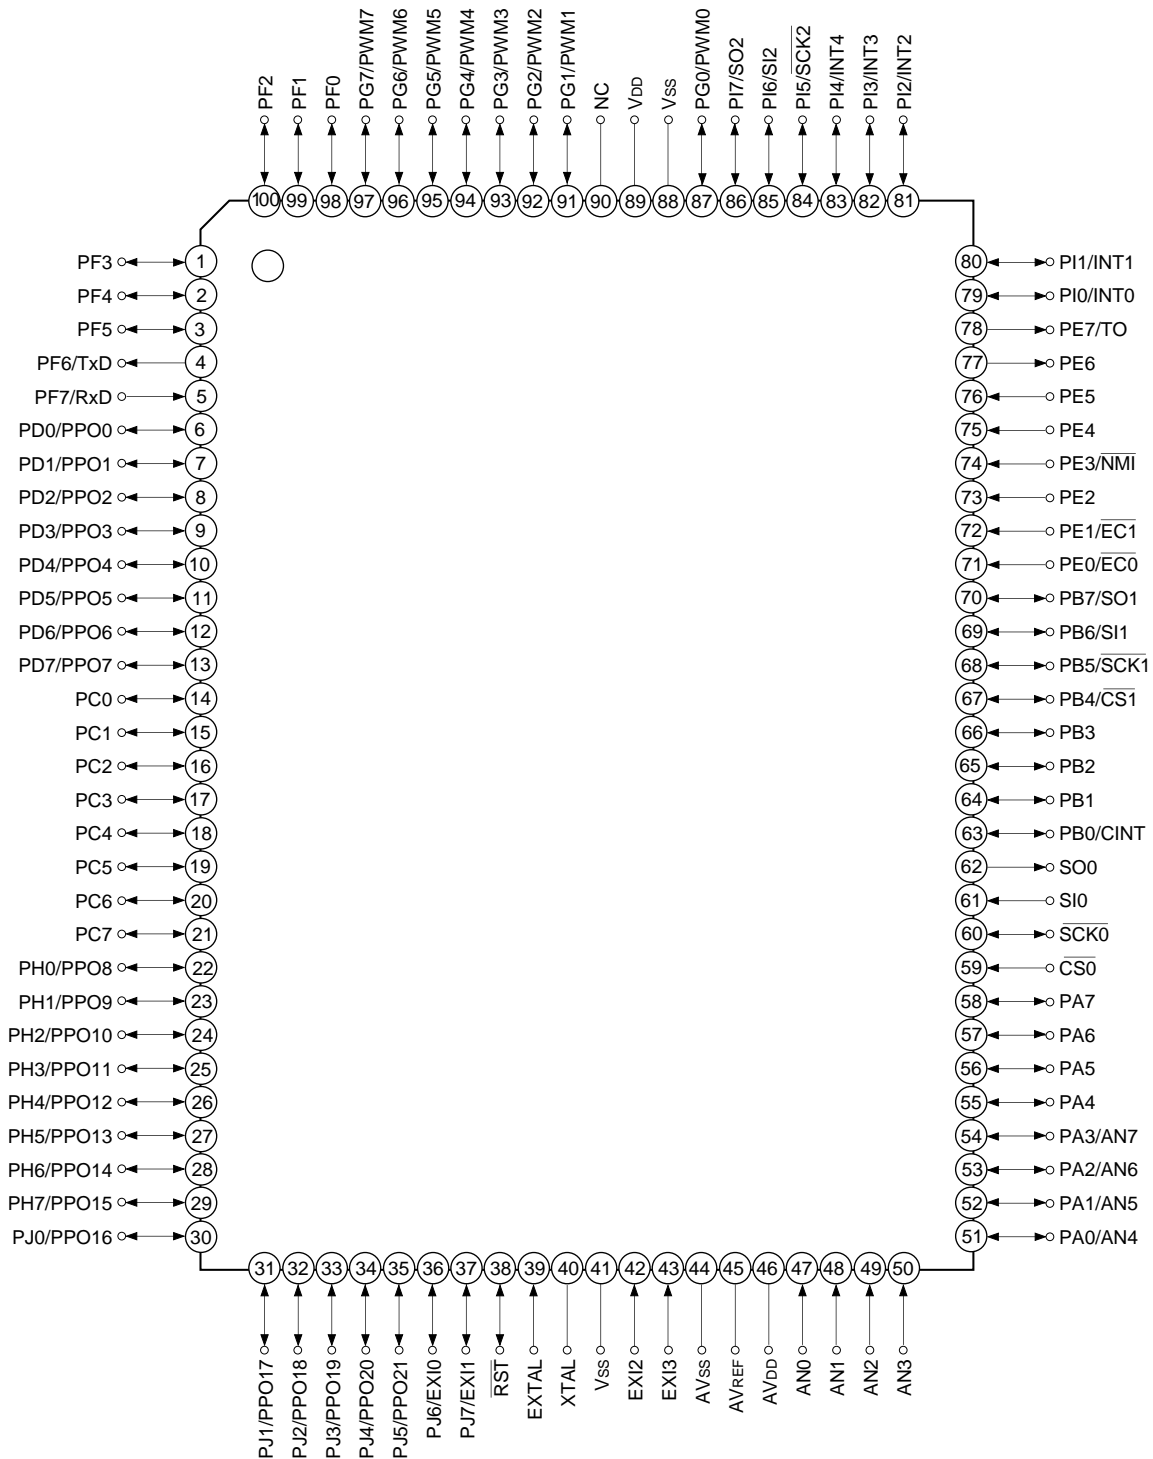 PF2
PF1
PF0
PG7/PWM7
PG6/PWM6
PG5/PWM5
PG4/PWM4
PG3/PWM3
PG2/PWM2
PG1/PWM1
NC
VDD
VSS
PG0/PWM0
PI7/SO2
PI6/SI2
PI5/SCK2
PI4/INT4
PI3/INT3
PI2/INT2
100 99 98 97 96 95 94 93 92 91 90 89 88 87 86 85 84 83 82 81
PF3 1 80 PI1/INT1
PF4 2 79 PI0/INT0
PF5 3 78 PE7/TO
PF6/TxD 4 77 PE6
PF7/RxD 5 76 PE5
PD0/PPO0 6 75 PE4
PD1/PPO1 7 74 PE3/NMI
PD2/PPO2 8 73 PE2
PD3/PPO3 9 72 PE1/EC1
PD4/PPO4 10 71 PE0/EC0
PD5/PPO5 11 70 PB7/SO1
PD6/PPO6 12 69 PB6/SI1
PD7/PPO7 13 68 PB5/SCK1
PC0 14 67 PB4/CS1
PC1 15 66 PB3
PC2 16 65 PB2
PC3 17 64 PB1
PC4 18 63 PB0/CINT
PC5 19 62 SO0
PC6 20 61 SI0
PC7 21 60 SCK0
PH0/PPO8 22 59 CS0
PH1/PPO9 23 58 PA7
PH2/PPO10 24 57 PA6
PH3/PPO11 25 56 PA5
PH4/PPO12 26 55 PA4
PH5/PPO13 27 54 PA3/AN7
PH6/PPO14 28 53 PA2/AN6
PH7/PPO15 29 52 PA1/AN5
PJ0/PPO16 30 51 PA0/AN4
31 32 33 34 35 36 37 38 39 40 41 42 43 44 45 46 47 48 49 50
PJ1/PPO17
PJ2/PPO18
PJ3/PPO19
PJ4/PPO20
PJ5/PPO21
PJ6/EXI0
PJ7/EXI1
RST
EXTAL
XTAL
VSS
EXI2
EXI3
AVSS
AVREF
AVDD
AN0
AN1
AN2
AN3